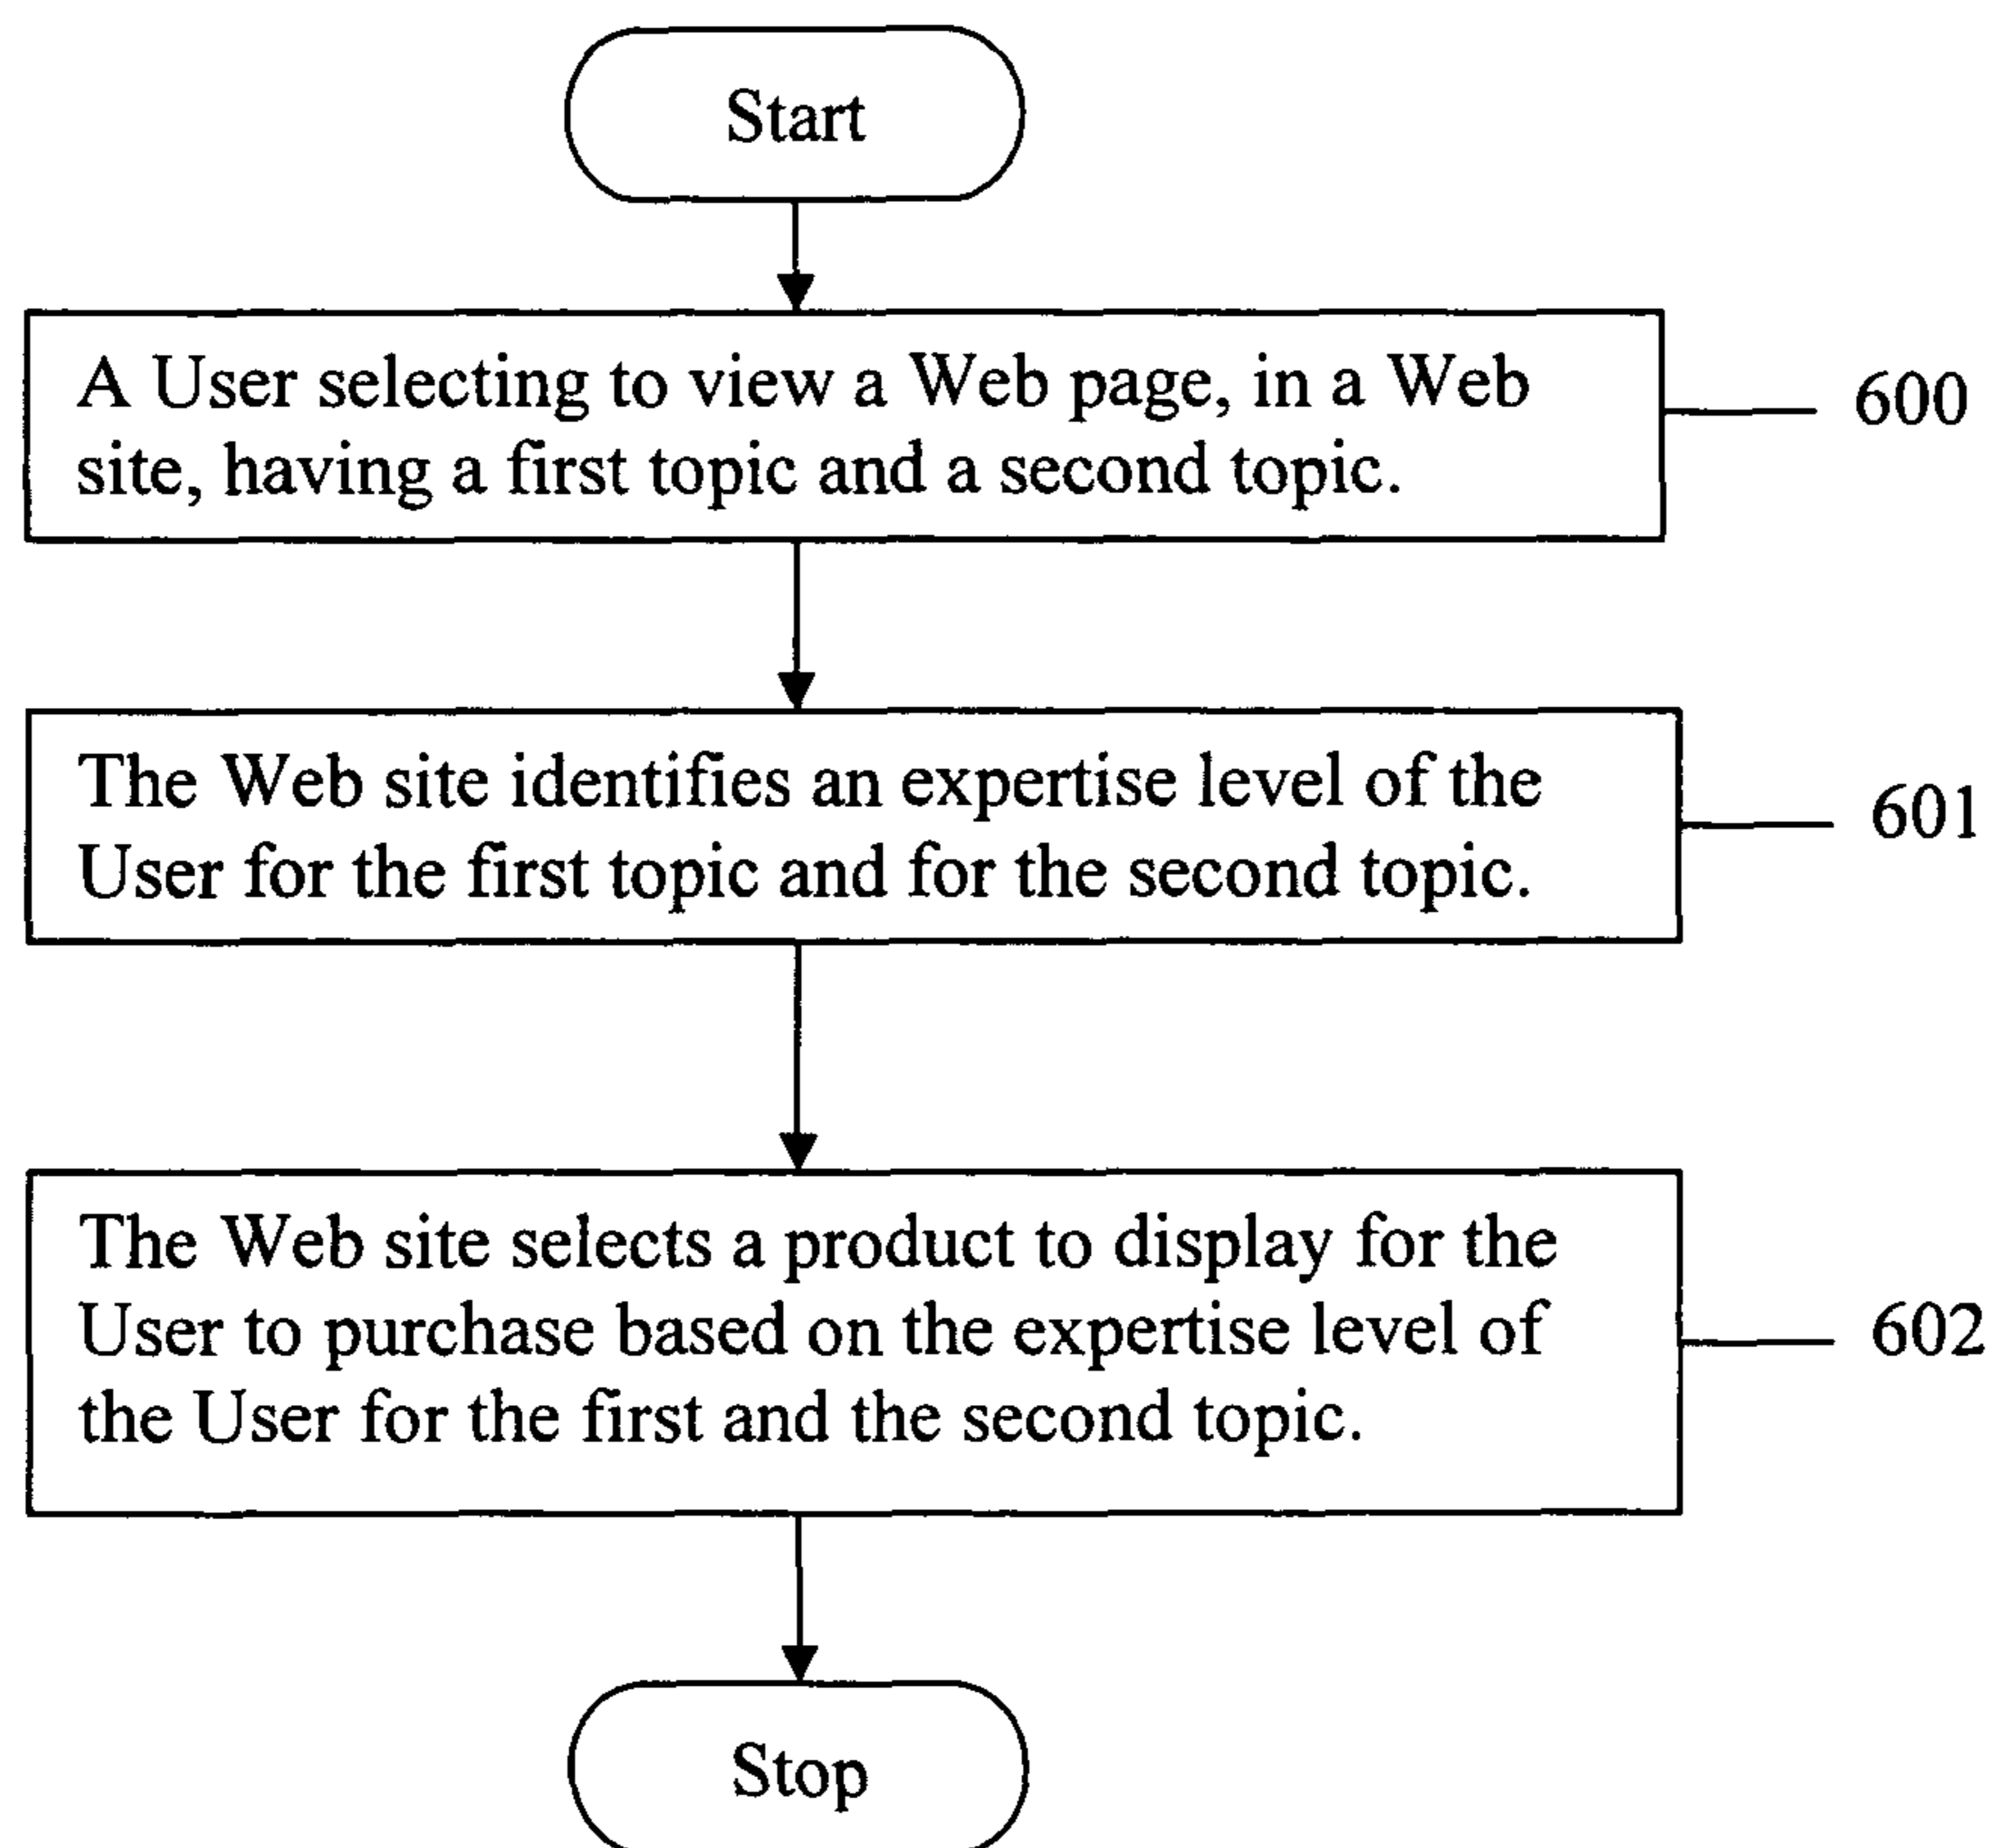 Start
A User selecting to view a Web page, in a Web
site, having a first topic and a second topic.
600
The Web site identifies an expertise level of the
User for the first topic and for the second topic.
601
The Web site selects a product to display for the
User to purchase based on the expertise level of
the User for the first and the second topic.
602
Stop